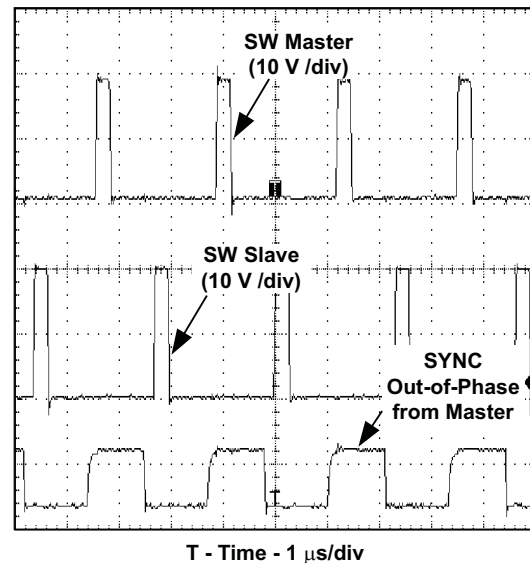 SW Master
(10 V /div)
SW Slave
(10 V /div)
SYNC
Out-of-Phase
from Master
T - Time - 1 μs/div